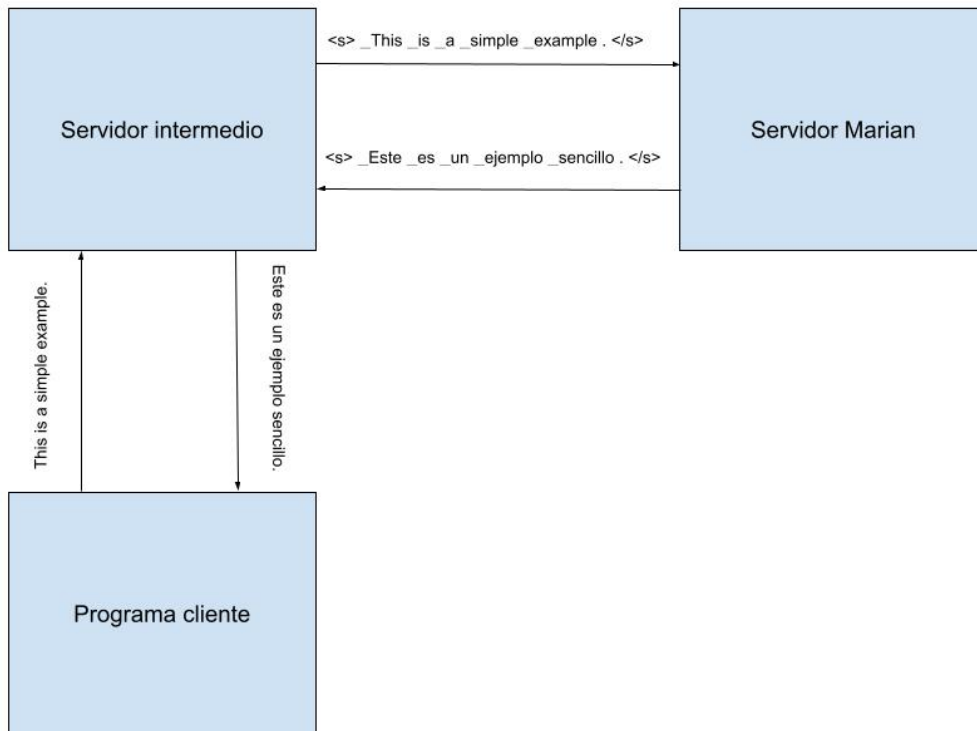 <s> _This _is _a _simple _example . </s>
Servidor intermedio
Servidor Marian
<s> _Este _es _un _ejemplo _sencillo . </s>
This is a simple example.
Este es un ejemplo sencillo.
Programa cliente